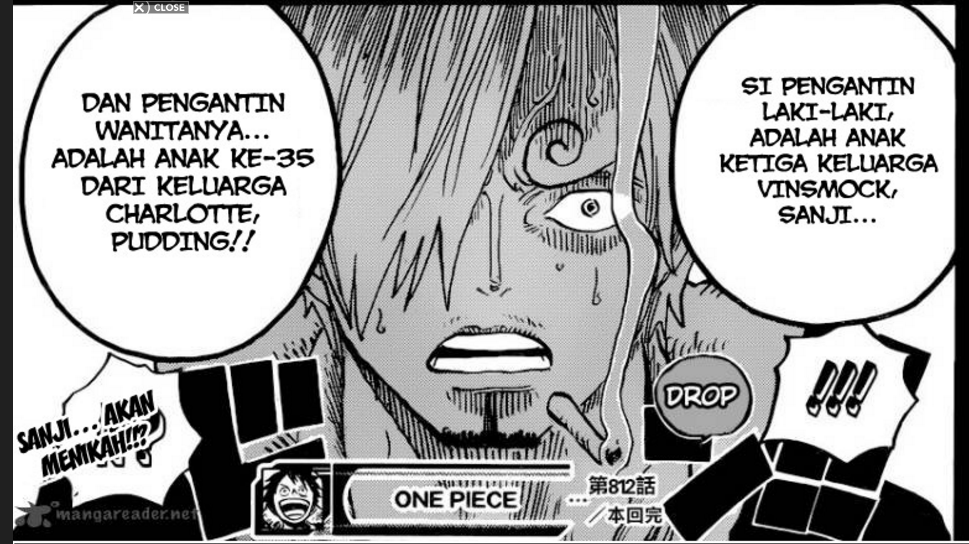 CLOSE
SI PENGANTIN
LAKI-LAKI,
ADALAH ANAK
KETIGA KELUARGA
VINSMOCK,
SANJI...
DAN PENGANTIN
WANITANYA...
ADALAH ANAK KE-35
DARI KELUARGA
CHARLOTTE,
PUDDING!!
!!!
DROP
SANJI... AKAN
MENIKAH!!?
ONE PIECE
...第812話
／本回完
mangareader.net